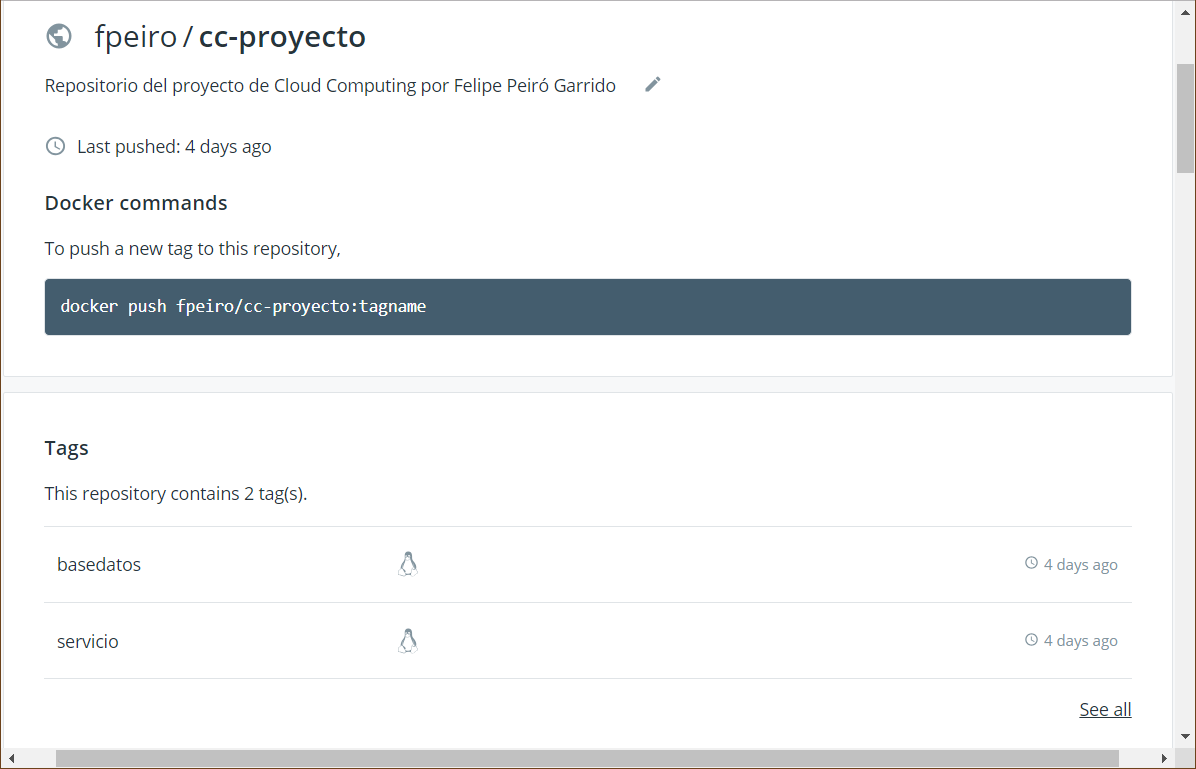 fpeiro / cc-proyecto
Repositorio del proyecto de Cloud Computing por Felipe Peiró Garrido
Last pushed: 4 days ago
Docker commands
To push a new tag to this repository,
docker push fpeiro/cc-proyecto:tagname
Tags
This repository contains 2 tag(s).
basedatos 4 days ago
servicio 4 days ago
See all